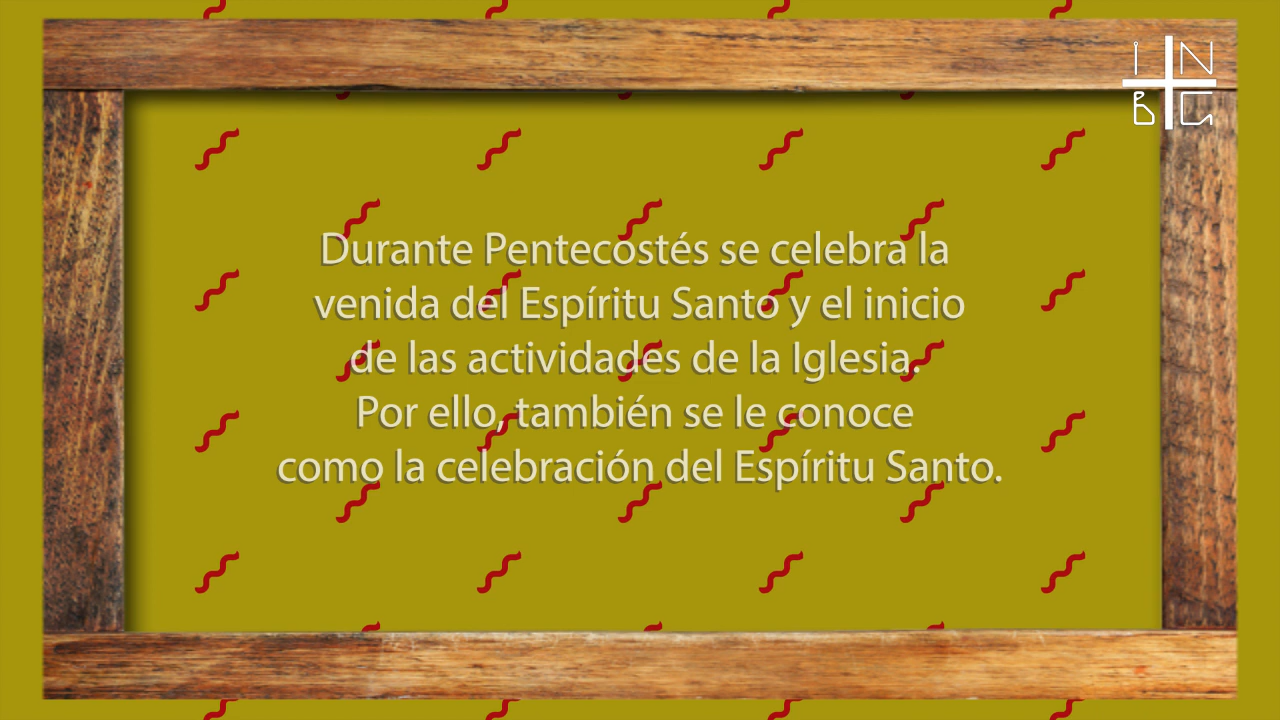 I N
B G
Durante Pentecostés se celebra la
venida del Espíritu Santo y el inicio
de las actividades de la Iglesia.
Por ello, también se le conoce
como la celebración del Espíritu Santo.